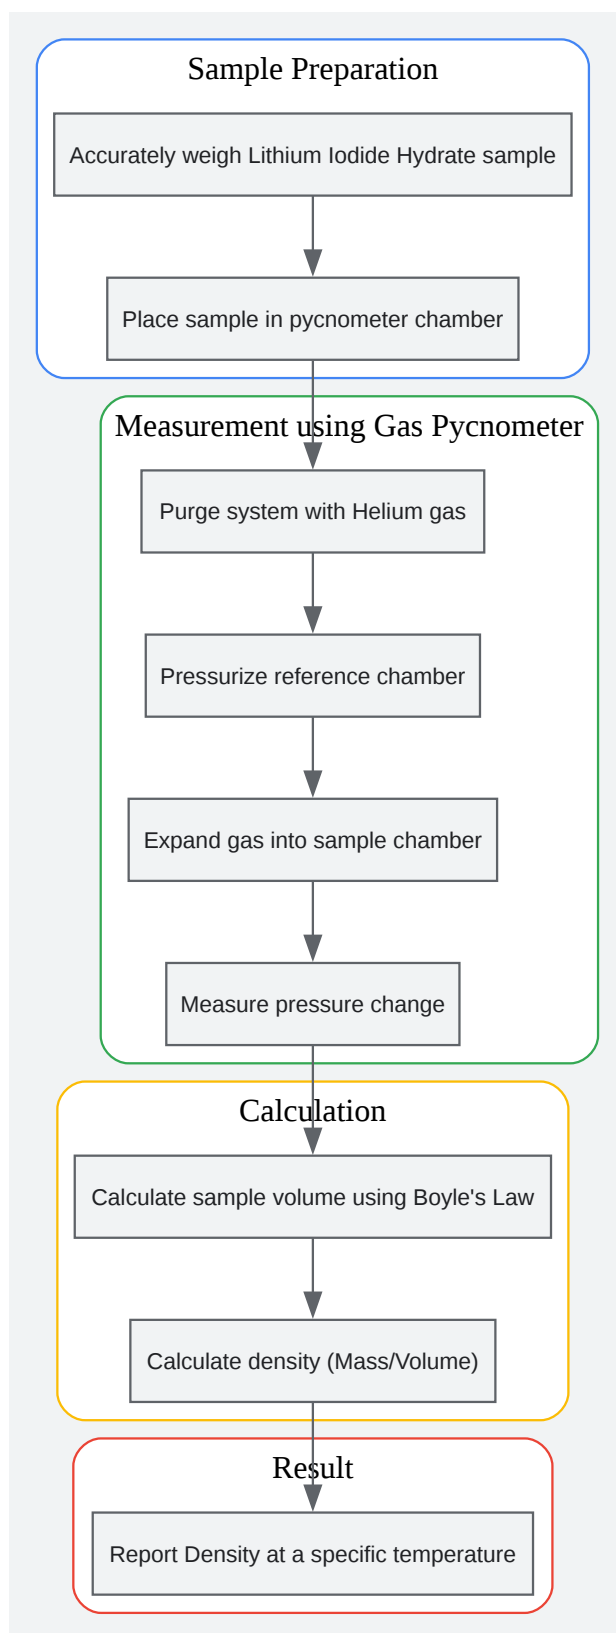 Sample Preparation
Accurately weigh Lithium Iodide Hydrate sample
Place sample in pycnometer chamber
Measurement using Gas Pycnometer
Purge system with Helium gas
Pressurize reference chamber
Expand gas into sample chamber
Measure pressure change
Calculation
Calculate sample volume using Boyle's Law
Calculate density (Mass/Volume)
Result
Report Density at a specific temperature